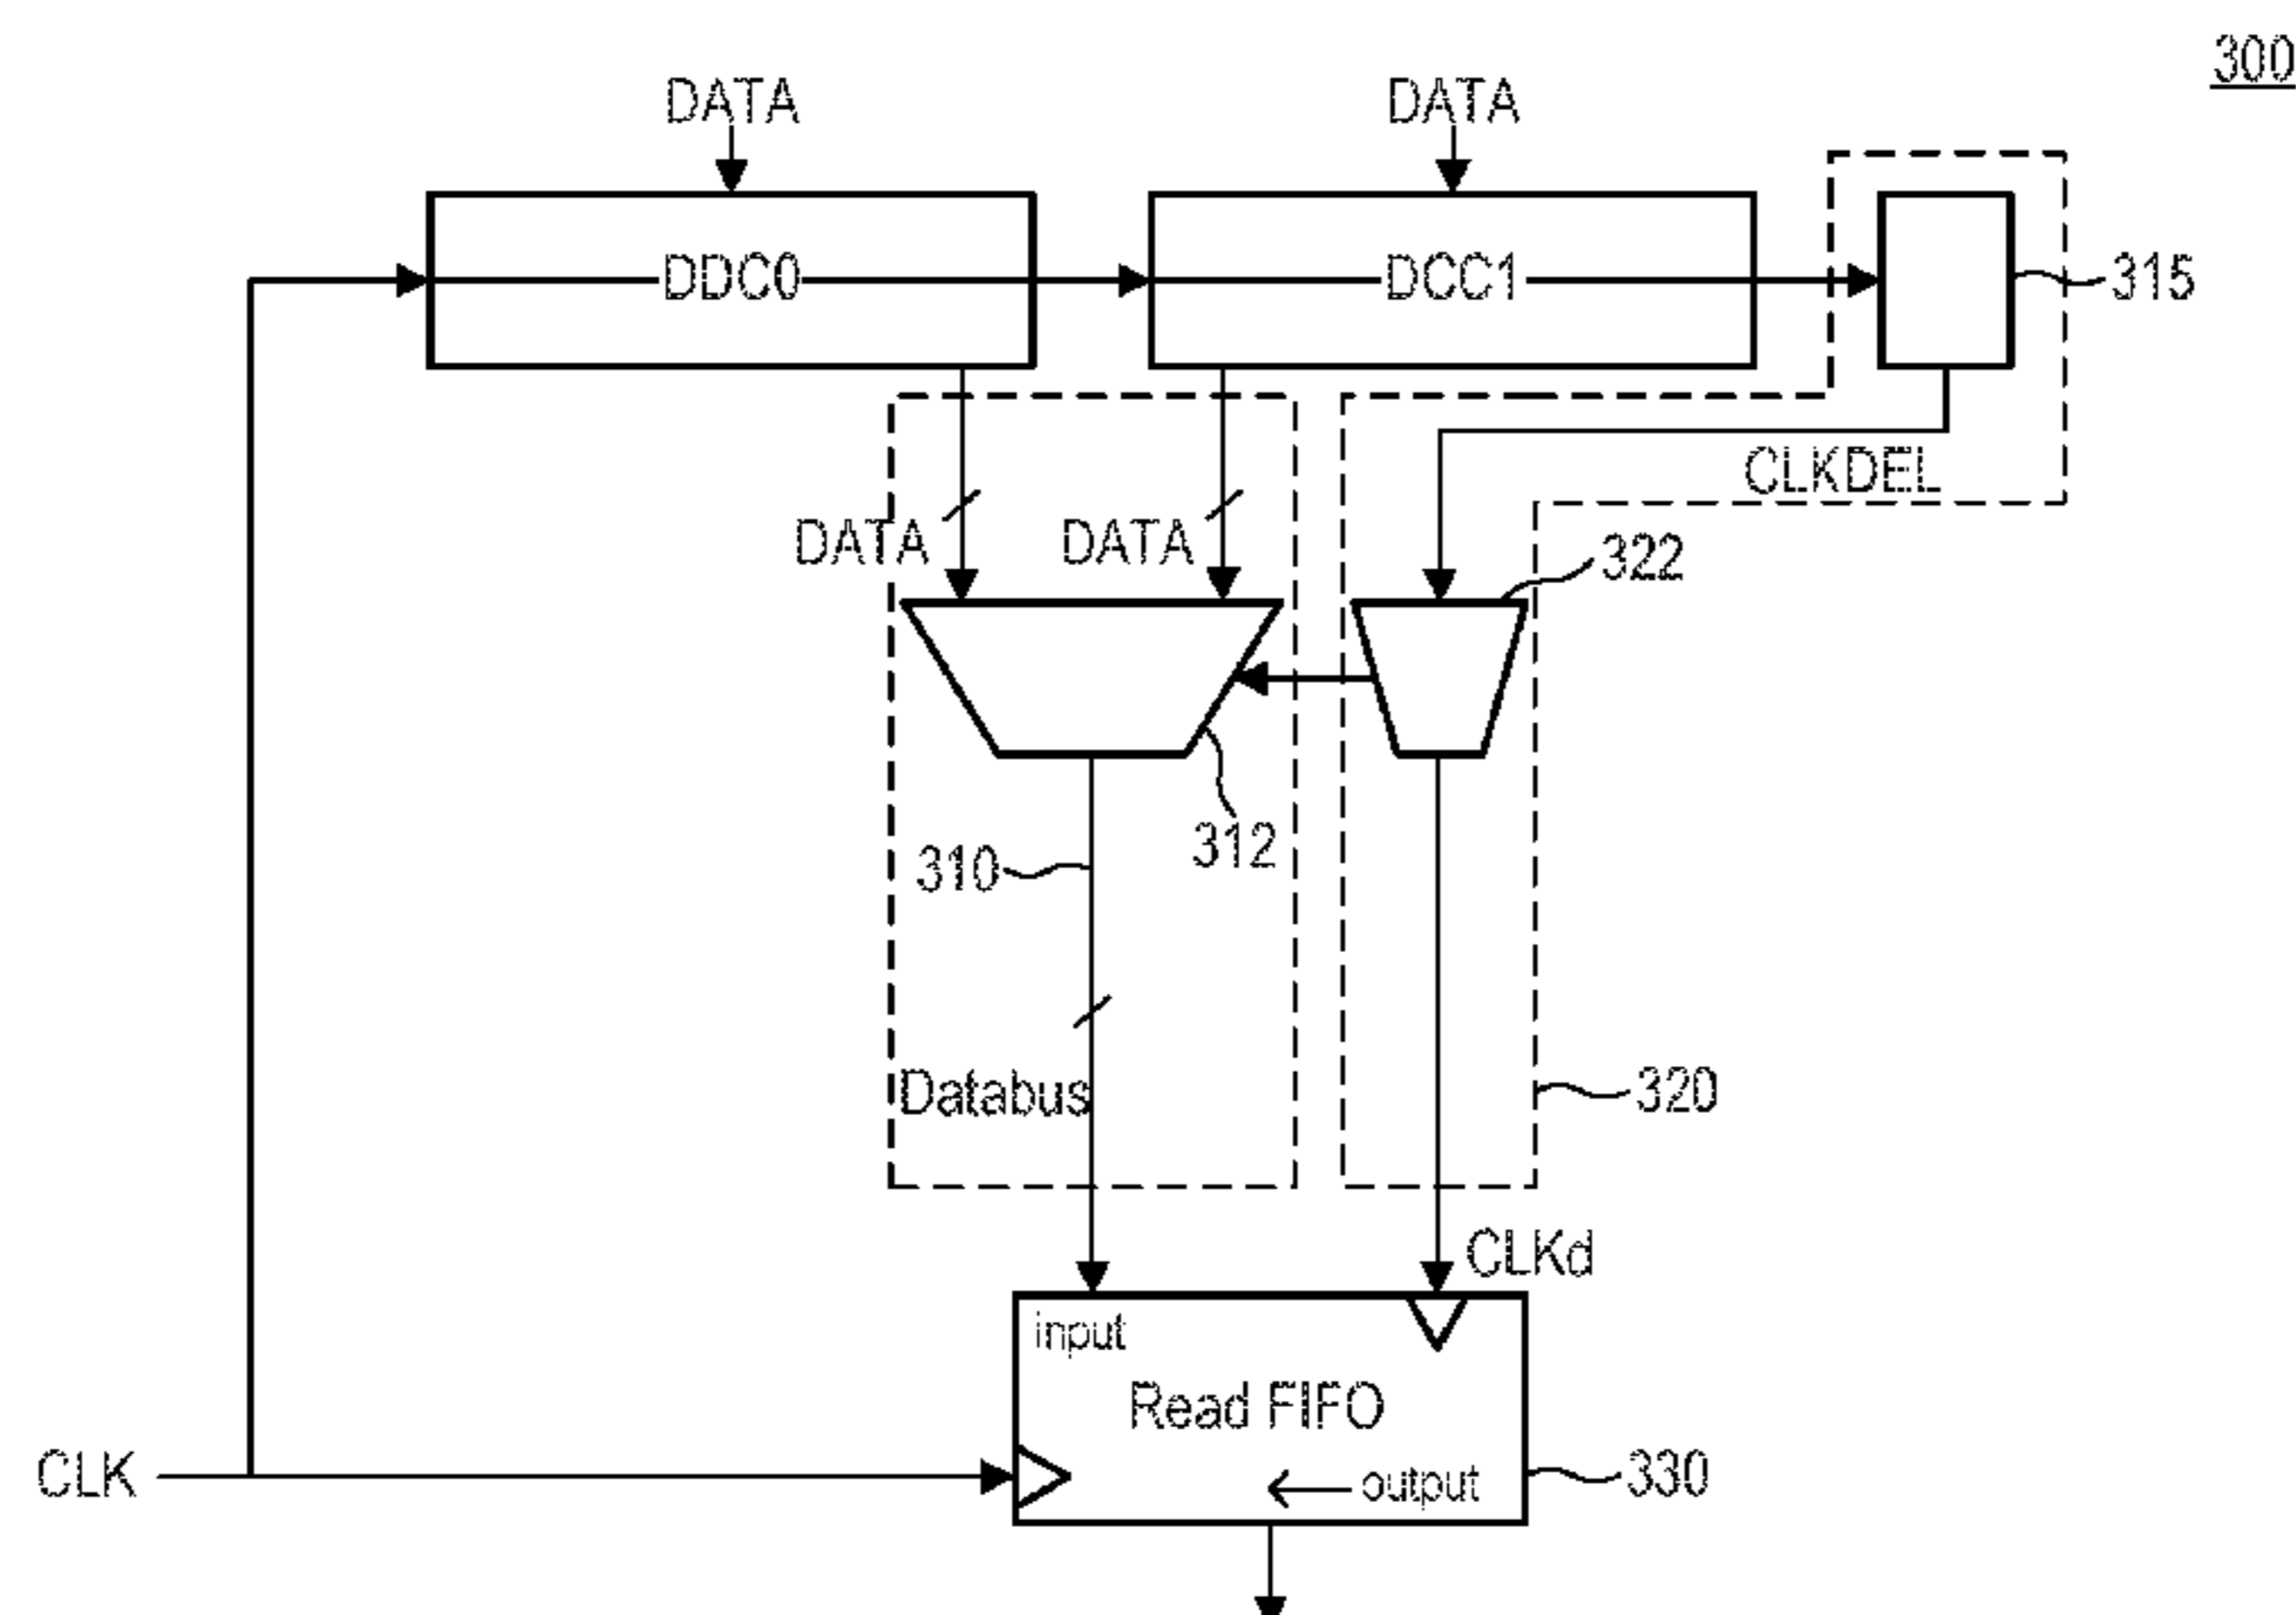 300
DATA
DATA
DDC0
DCC1
315
CLKDEL
DATA
DATA
322
312
310
Databus
320
CLKd
input
Read FIFO
CLK
output
330